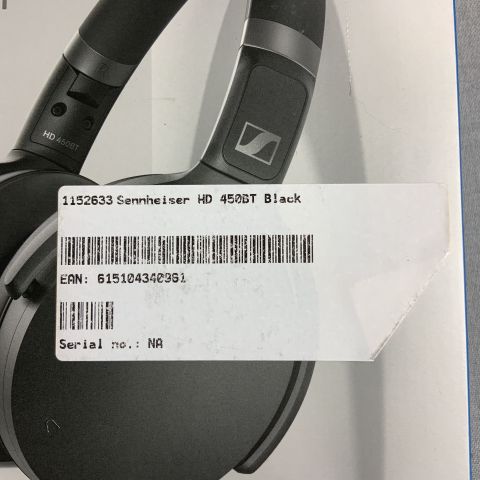 HD 450BT
1152633 Sennheiser HD 450BT Black
EAN: 615104340961
Serial no.: NA